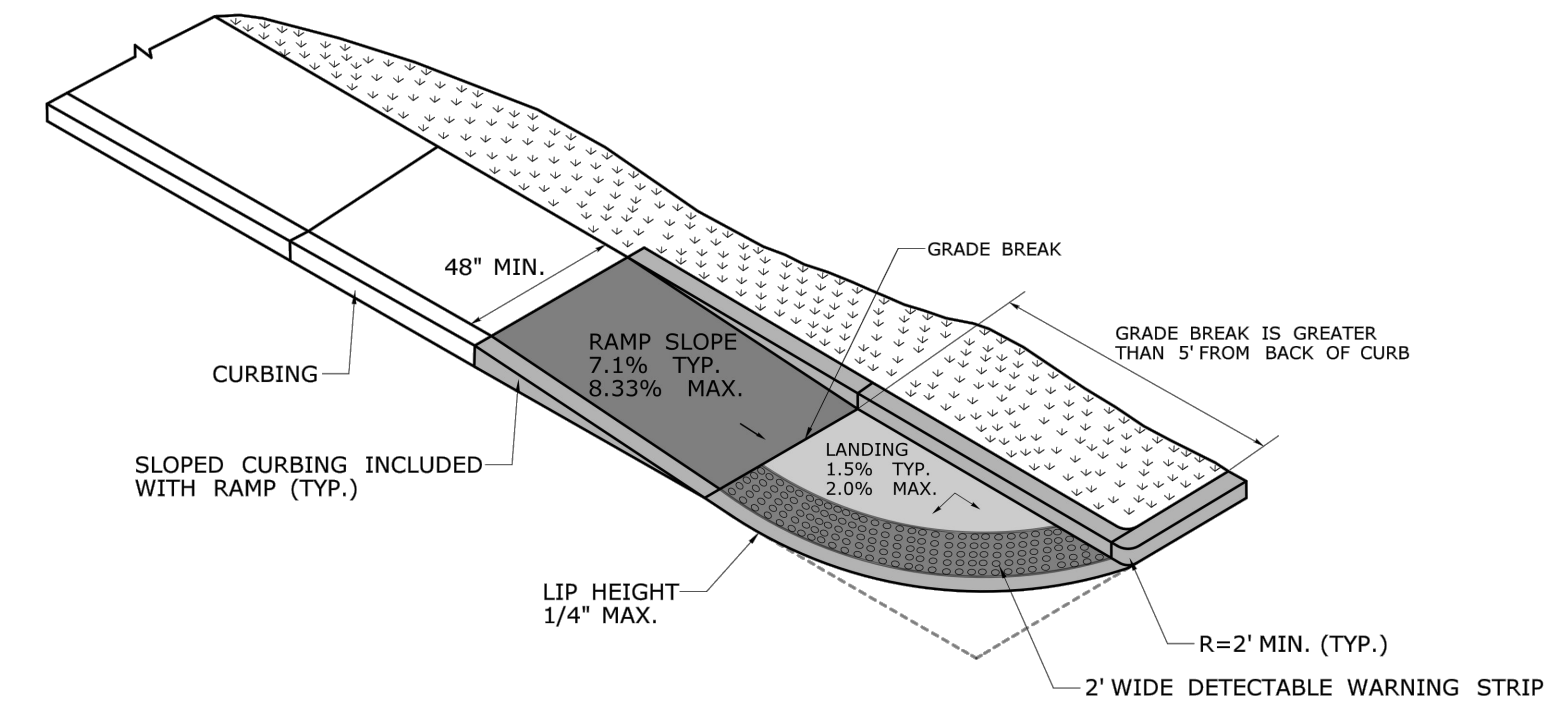 GRADE BREAK
48" MIN.
GRADE BREAK IS GREATER
THAN 5' FROM BACK OF CURB
RAMP SLOPE
7.1% TYP.
8.33% MAX.
CURBING
LANDING
1.5% TYP.
2.0% MAX.
SLOPED CURBING INCLUDED
WITH RAMP (TYP.)
LIP HEIGHT
1/4" MAX.
R=2' MIN. (TYP.)
2' WIDE DETECTABLE WARNING STRIP